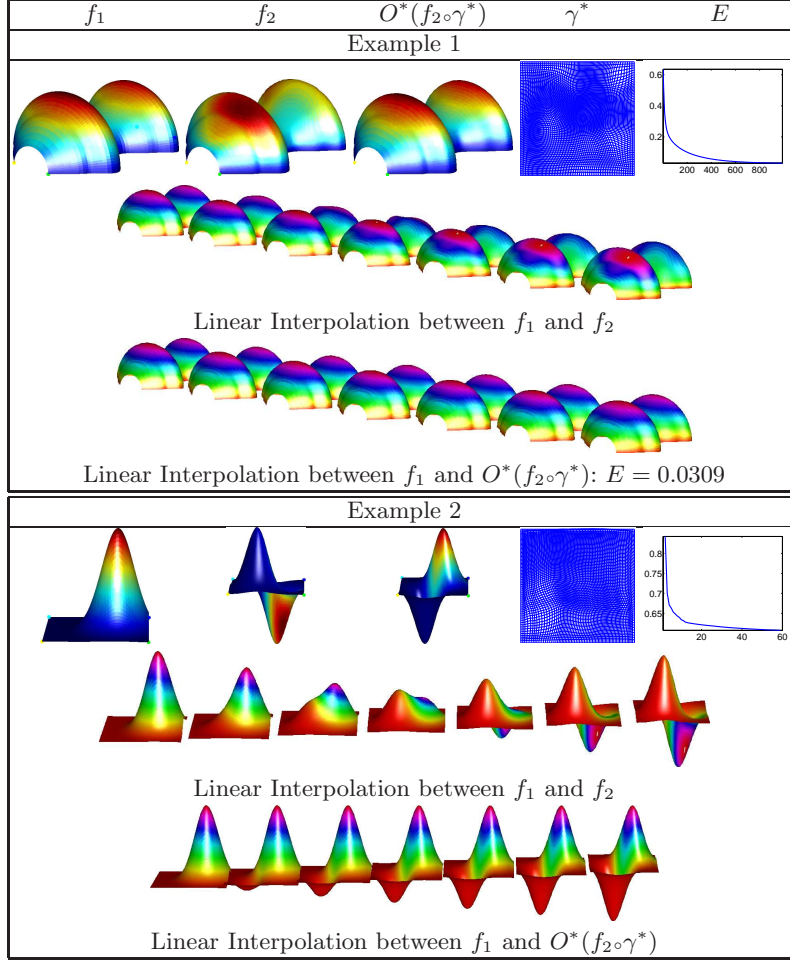 f₁ f₂ O*(f₂∘γ*) γ* E
Example 1
0.6
0.4
0.2
200 400 600 800
Linear Interpolation between f₁ and f₂
Linear Interpolation between f₁ and O*(f₂∘γ*): E = 0.0309
Example 2
0.8
0.75
0.7
0.65
20 40 60
Linear Interpolation between f₁ and f₂
Linear Interpolation between f₁ and O*(f₂∘γ*)